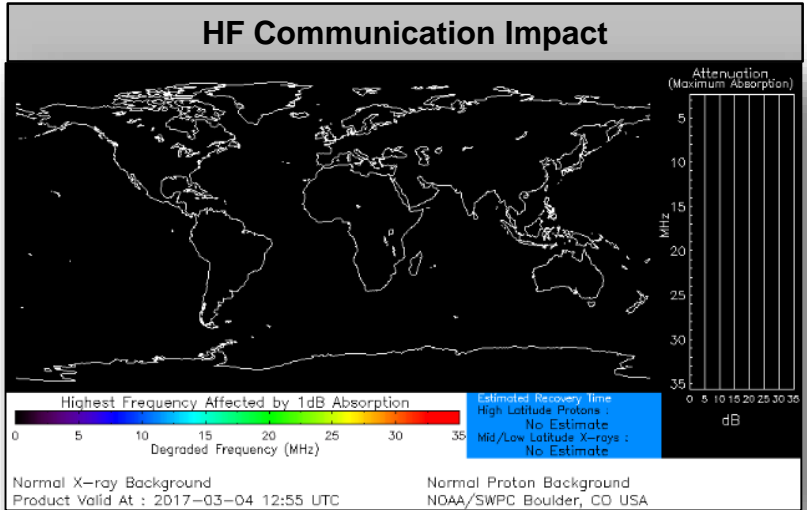 HF Communication Impact
Attenuation
(Maximum Absorption)
5
10
15
20
25
30
35
MHz
0 5 10 15 20 25 30 35
dB
Highest Frequency Affected by 1dB Absorption
0 5 10 15 20 25 30 35
Degraded Frequency (MHz)
Estimated Recovery Time
High Latitude Protons :
No Estimate
Mid/Low Latitude X-rays :
No Estimate
Normal X-ray Background
Normal Proton Background
Product Valid At : 2017-03-04 12:55 UTC
NOAA/SWPC Boulder, CO USA